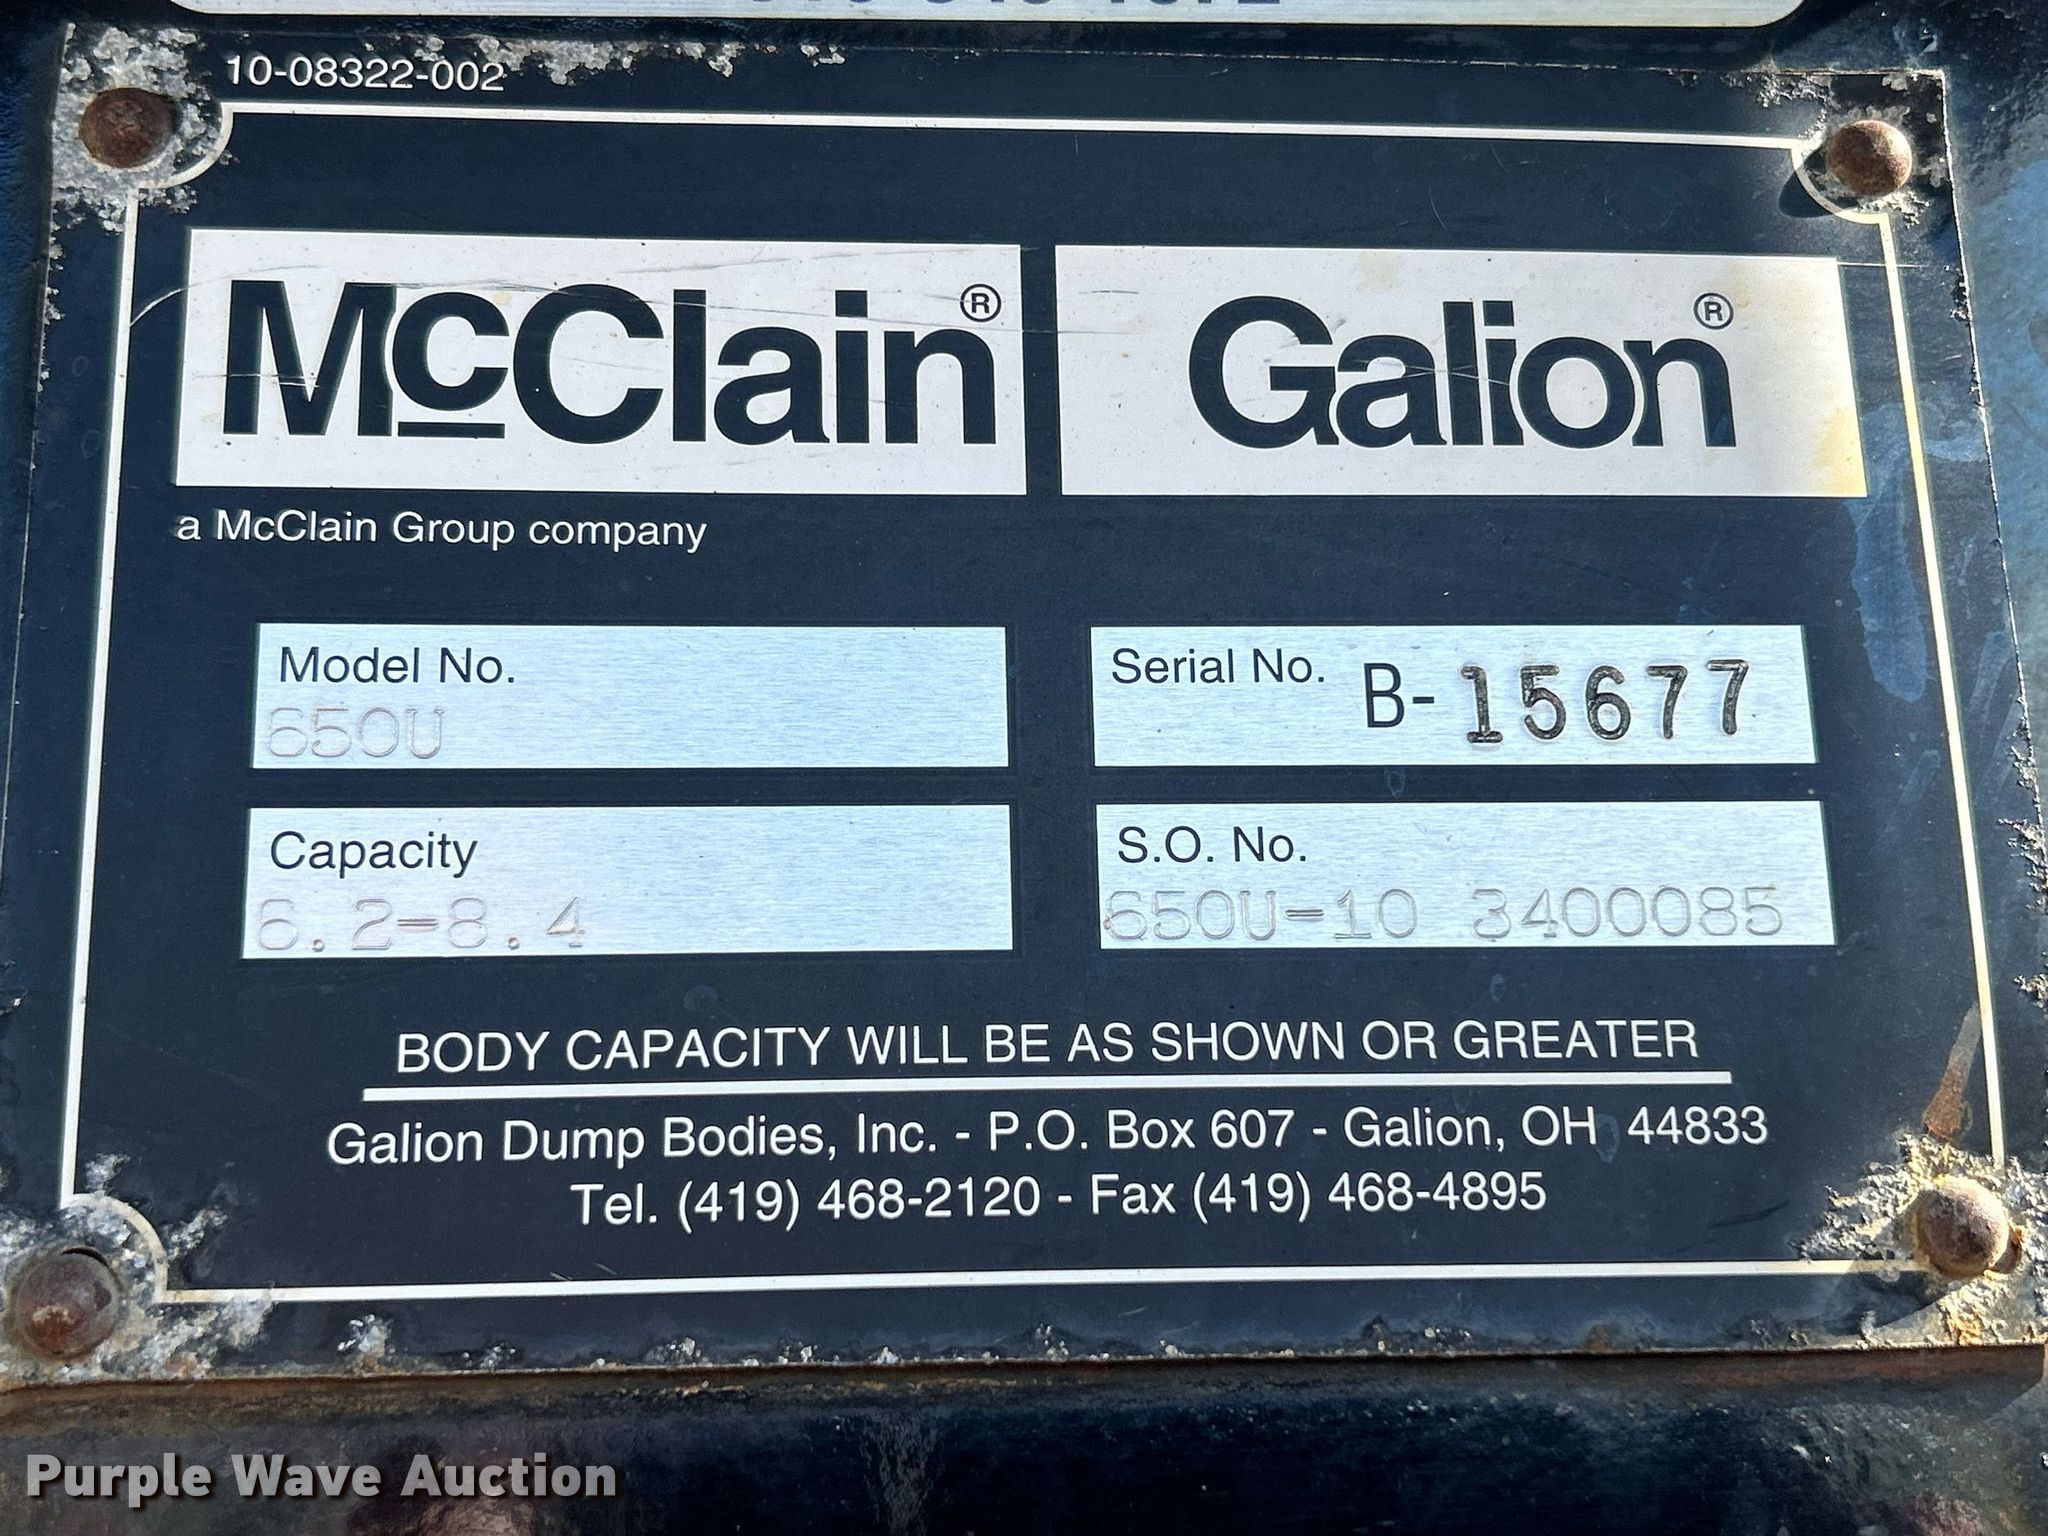 10-08322-002
McClain® Galion®
a McClain Group company
Model No.
650U
Serial No. B-15677
Capacity
6.2-8.4
S.O. No.
650U-10 3400085
BODY CAPACITY WILL BE AS SHOWN OR GREATER
Galion Dump Bodies, Inc. - P.O. Box 607 - Galion, OH 44833
Tel. (419) 468-2120 - Fax (419) 468-4895
Purple Wave Auction